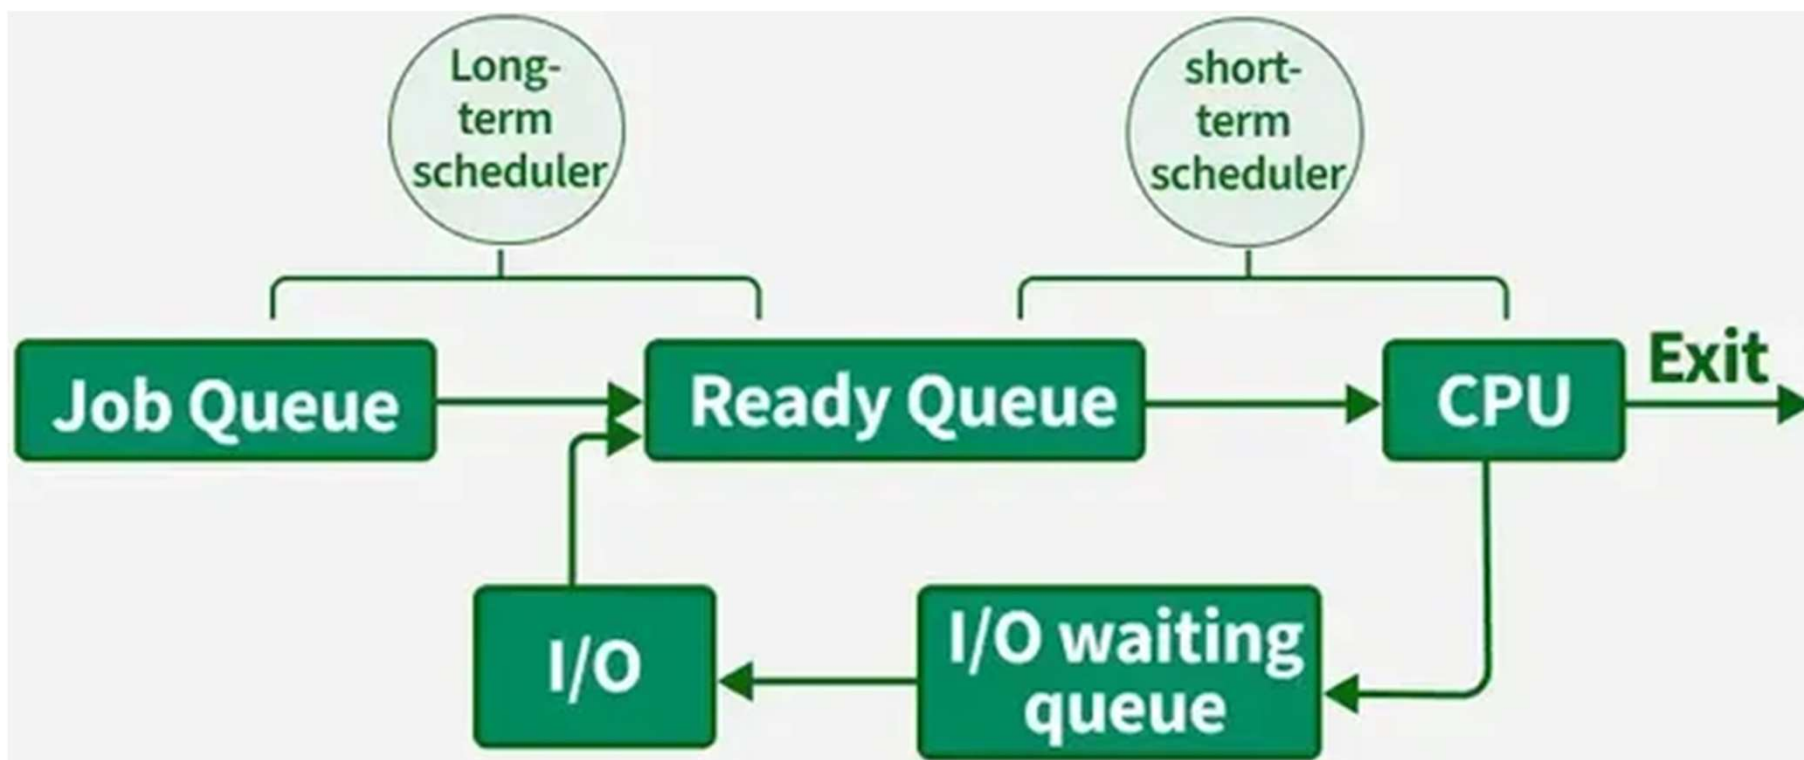 Long-
term
scheduler
short-
term
scheduler
Job Queue
Ready Queue
CPU
Exit
I/O
I/O waiting
queue